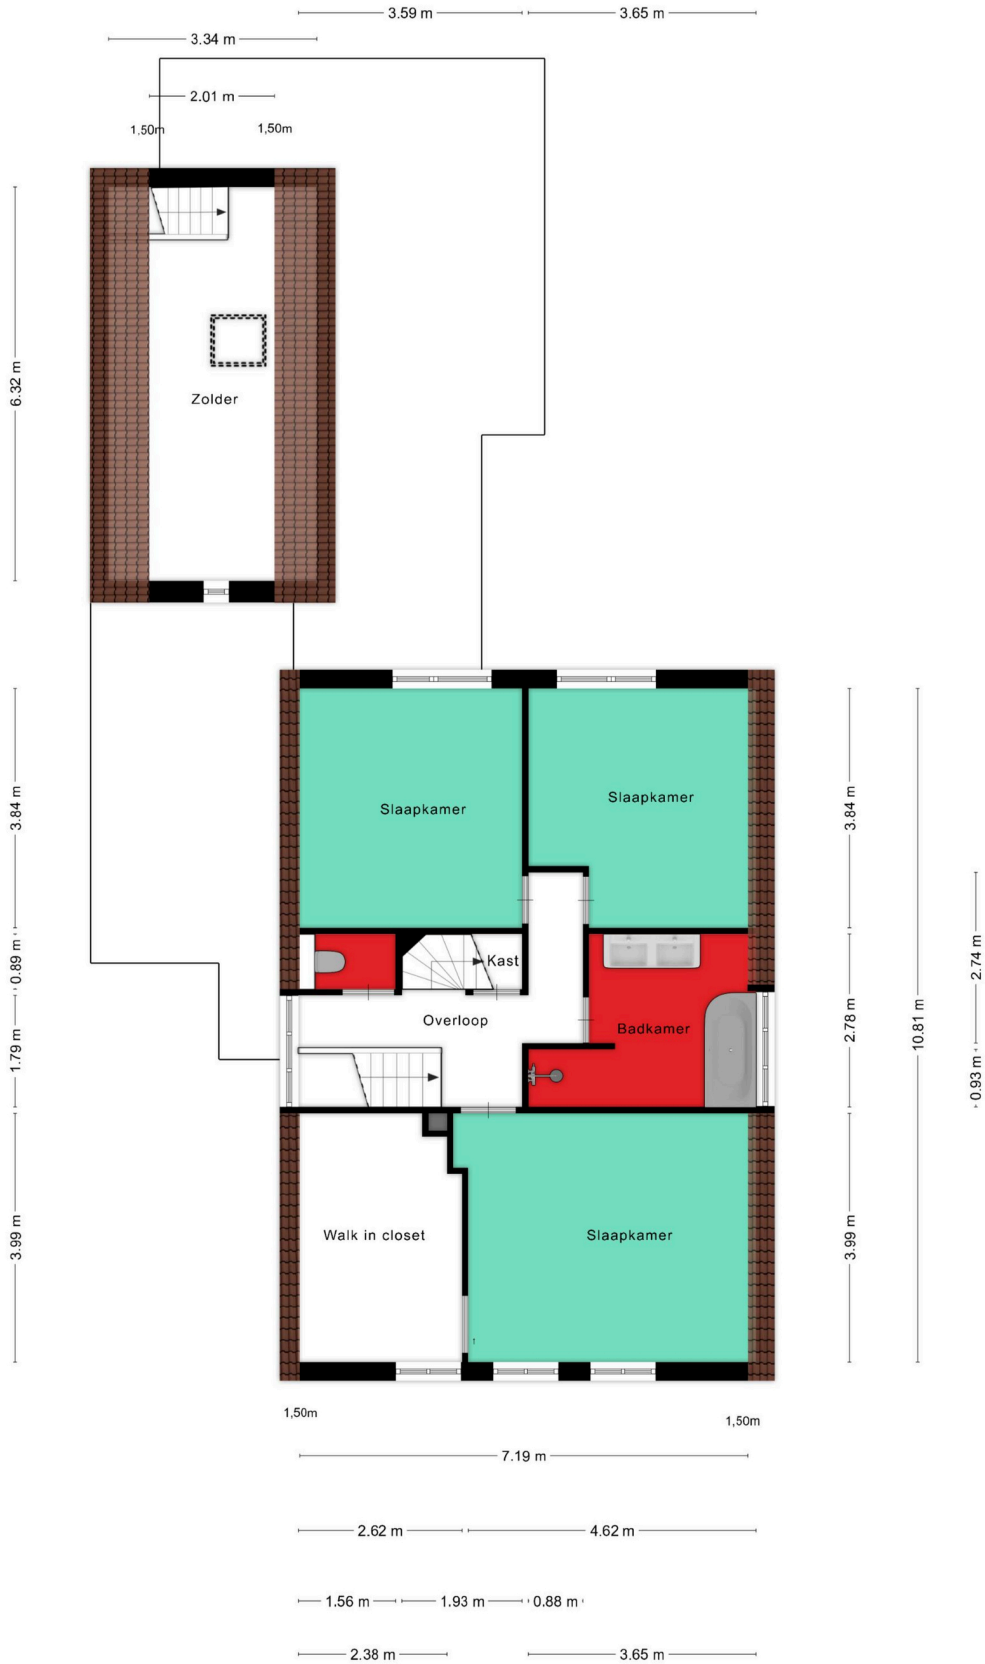 3.59 m
3.65 m
3.34 m
2.01 m
1,50m
1,50m
6.32 m
Zolder
3.84 m
Slaapkamer
Slaapkamer
3.84 m
0.89 m
Kast
2.74 m
1.79 m
Overloop
Badkamer
2.78 m
10.81 m
0.93 m
3.99 m
Walk in closet
Slaapkamer
3.99 m
1,50m
1,50m
7.19 m
2.62 m
4.62 m
1.56 m
1.93 m
0.88 m
2.38 m
3.65 m